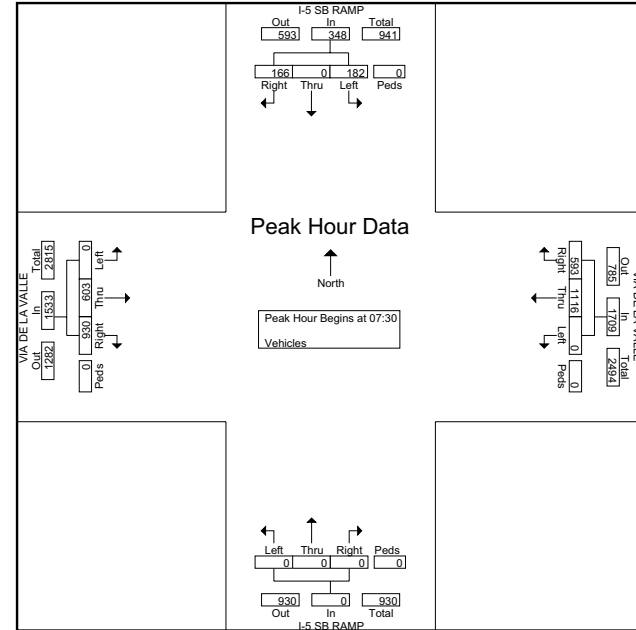 I-5 SB RAMP
Out In Total
593 348 941
166 0 182 0
Right Thru Left Peds
Peak Hour Data
North
Peak Hour Begins at 07:30
Vehicles
VIA DE LA VALLE
Total In Out
2815 1533 1282
0 603 930 0
Left Thru Right Peds
VIA DE LA VALLE
Out In Total
785 1709 2494
593 1116 0 0
Right Thru Left Peds
Left Thru Right Peds
0 0 0 0
930 0 930
Out In Total
I-5 SB RAMP